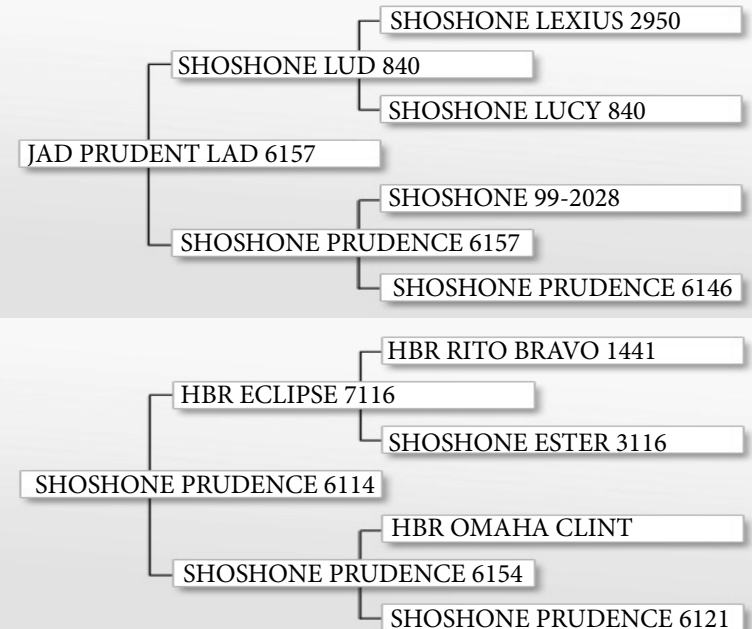 SHOSHONE LEXIUS 2950
SHOSHONE LUD 840
SHOSHONE LUCY 840
JAD PRUDENT LAD 6157
SHOSHONE 99-2028
SHOSHONE PRUDENCE 6157
SHOSHONE PRUDENCE 6146
HBR RITO BRAVO 1441
HBR ECLIPSE 7116
SHOSHONE ESTER 3116
SHOSHONE PRUDENCE 6114
HBR OMAHA CLINT
SHOSHONE PRUDENCE 6154
SHOSHONE PRUDENCE 6121